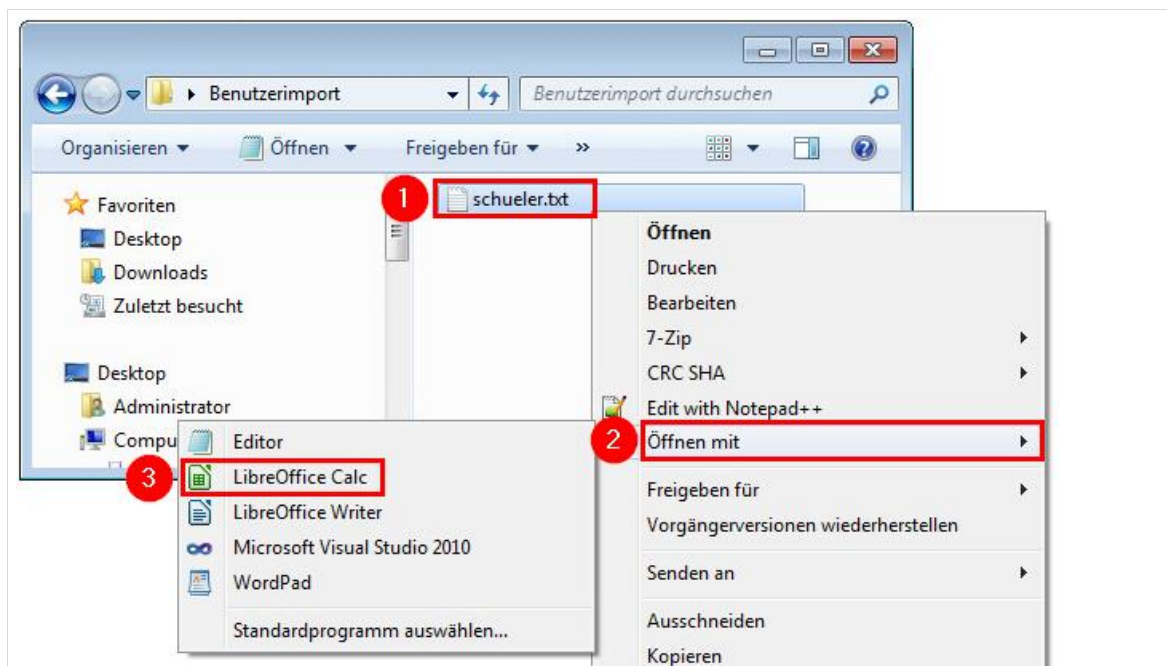 Benutzerimport
Benutzerimport durchsuchen
Organisieren
Öffnen
Freigeben für
»
Favoriten
Desktop
Downloads
Zuletzt besucht
Desktop
Administrator
Compu
1
schueler.txt
Öffnen
Drucken
Bearbeiten
7-Zip
CRC SHA
Edit with Notepad++
2
Öffnen mit
Freigeben für
Vorgängerversionen wiederherstellen
Senden an
Ausschneiden
Kopieren
Editor
3
LibreOffice Calc
LibreOffice Writer
Microsoft Visual Studio 2010
WordPad
Standardprogramm auswählen...